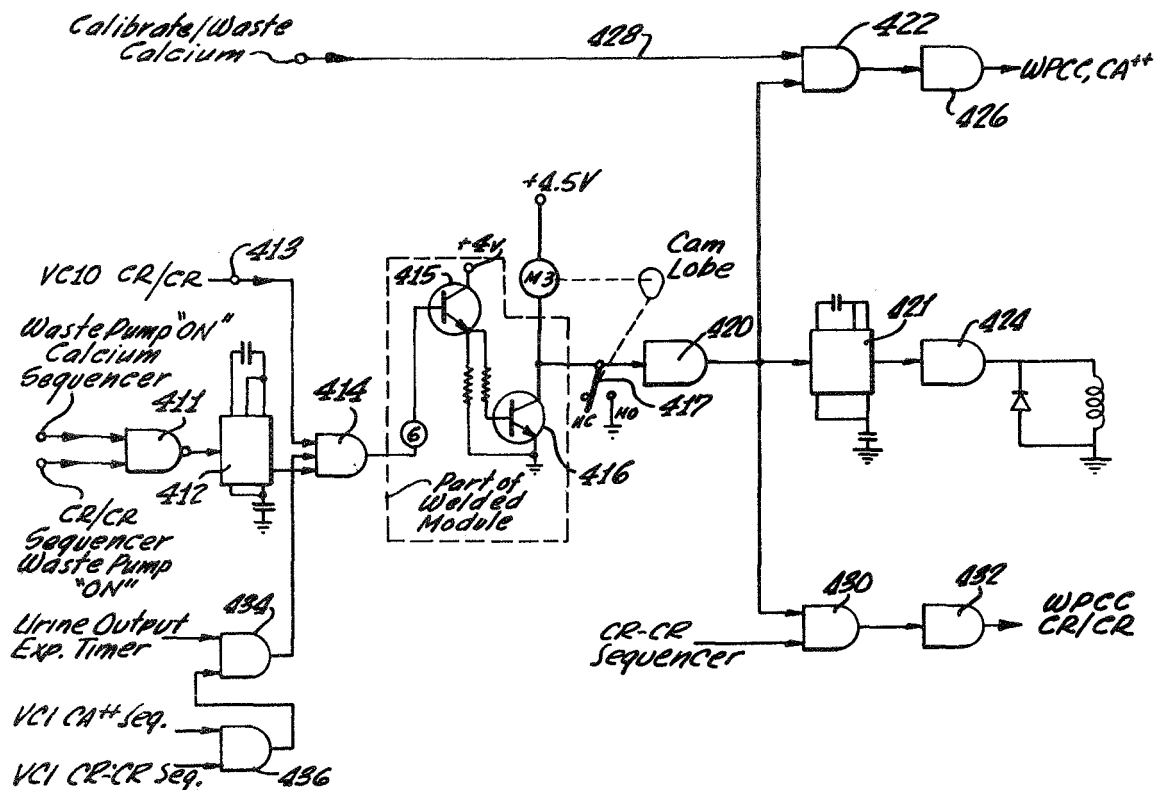 Calibrate/Waste
Calcium
428
422
WPCC, CA++
426
+4.5V
+4V
413
VC10 CR/CR
415
M3
Cam
Lobe
Waste Pump "ON"
Calcium
Sequencer
411
414
420
421
424
NC
NO
417
6
416
412
Part of
Welded
Module
CR/CR
Sequencer
Waste Pump
"ON"
434
430
432
Urine Output
Exp. Timer
CR-CR
Sequencer
WPCC
CR/CR
VC1 CA++ Seq.
VC1 CR-CR Seq.
436